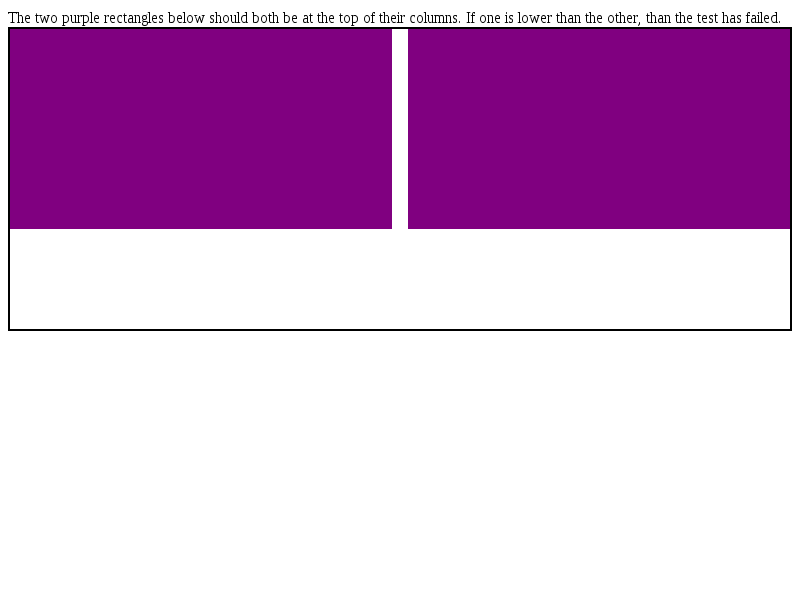 The two purple rectangles below should both be at the top of their columns. If one is lower than the other, than the test has failed.